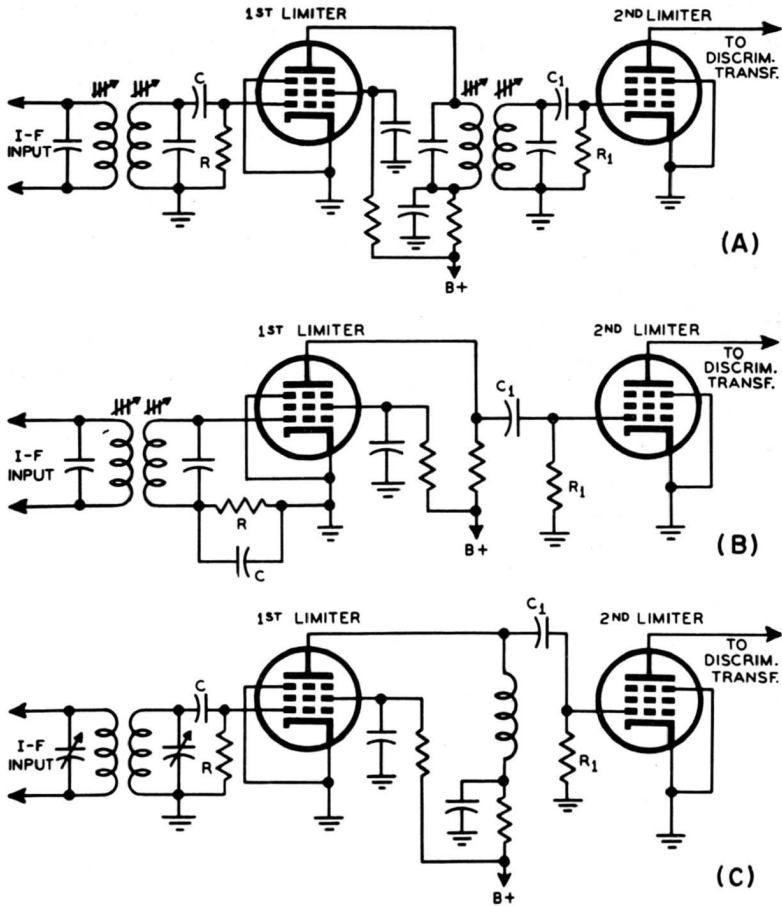 1ST LIMITER
2ND LIMITER
TO
DISCRIM.
TRANSF.
C
C1
I-F
INPUT
R
R1
B+
(A)
1ST LIMITER
2ND LIMITER
TO
DISCRIM.
TRANSF.
C1
I-F
INPUT
R
R1
C
B+
(B)
1ST LIMITER
C1
2ND LIMITER
TO
DISCRIM.
TRANSF.
C
I-F
INPUT
R
R1
B+
(C)